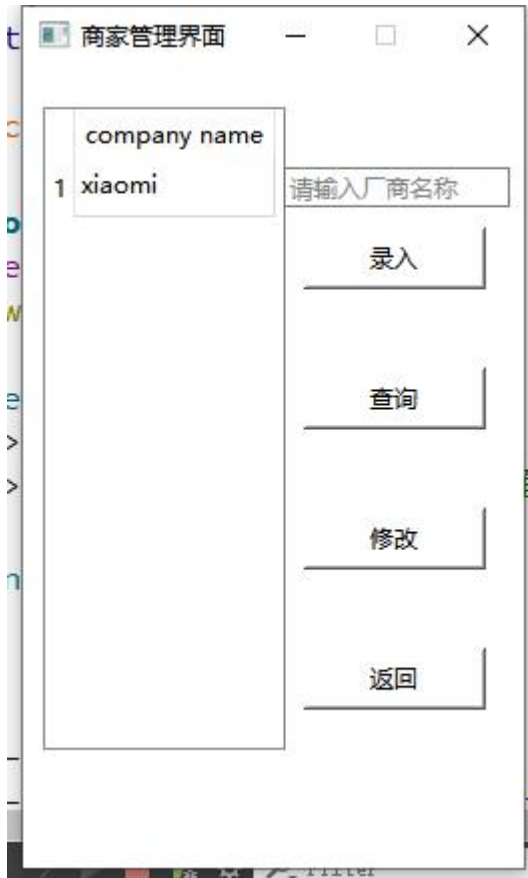 商家管理界面
company name
1 xiaomi
请输入厂商名称
录入
查询
修改
返回